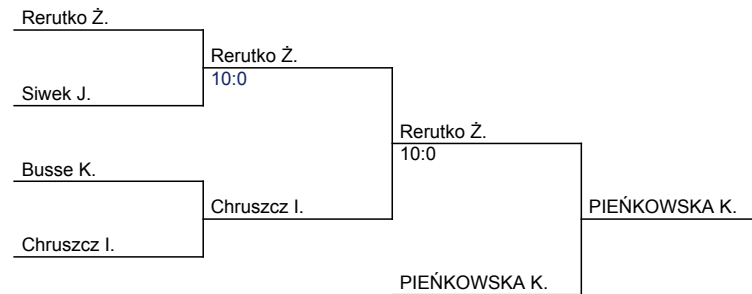 Rerutko Ż.
Rerutko Ż.
10:0
Siwek J.
Rerutko Ż.
10:0
Busse K.
Chruszcz I.
PIEŃKOWSKA K.
Chruszcz I.
PIEŃKOWSKA K.